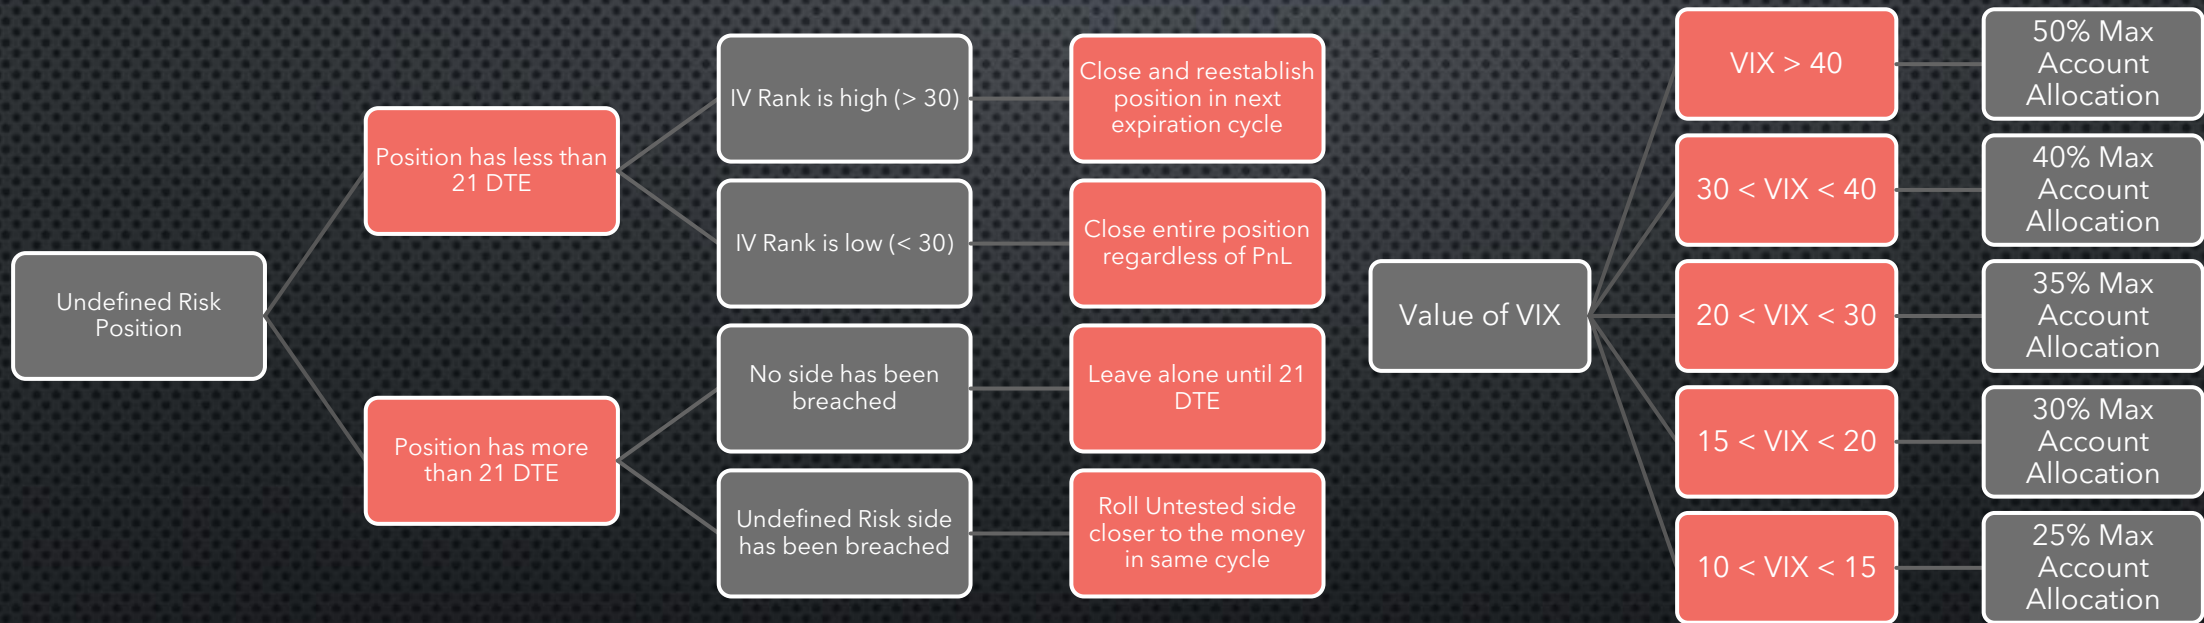 Undefined Risk
Position
Position has less than
21 DTE
IV Rank is high (> 30)
Close and reestablish
position in next
expiration cycle
IV Rank is low (< 30)
Close entire position
regardless of PnL
Position has more
than 21 DTE
No side has been
breached
Leave alone until 21
DTE
Undefined Risk side
has been breached
Roll Untested side
closer to the money
in same cycle
Value of VIX
VIX > 40
50% Max
Account
Allocation
30 < VIX < 40
40% Max
Account
Allocation
20 < VIX < 30
35% Max
Account
Allocation
15 < VIX < 20
30% Max
Account
Allocation
10 < VIX < 15
25% Max
Account
Allocation